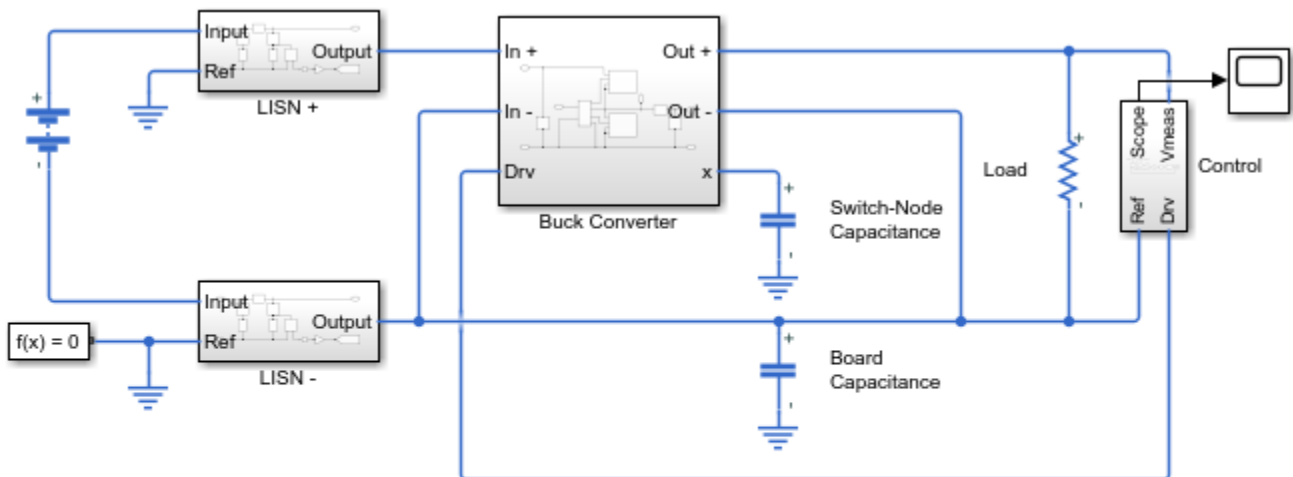 Input
Output
Ref
LISN +
In +
In -
Drv
Out +
Out -
x
Buck Converter
+
-
Switch-Node
Capacitance
+
-
Load
+
-
Scope
Vmeas
Ref
Drv
Control
Input
Output
Ref
LISN -
f(x) = 0
+
-
Board
Capacitance